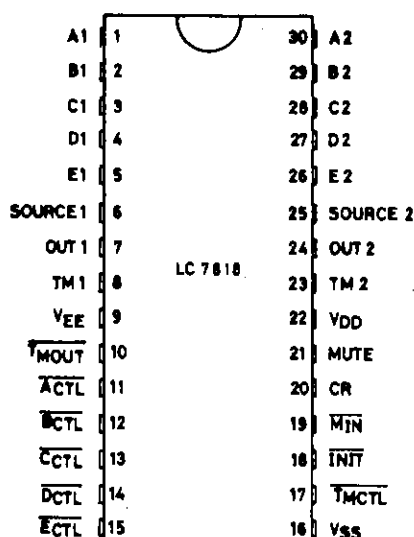 A1 1 30 A2
B1 2 29 B2
C1 3 28 C2
D1 4 27 D2
E1 5 26 E2
SOURCE1 6 25 SOURCE 2
OUT 1 7 24 OUT 2
LC 7818
TM 1 8 23 TM 2
VEE 9 22 VDD
TMOUT 10 21 MUTE
ACTL 11 20 CR
BCTL 12 19 MIN
CCTL 13 18 INIT
DCTL 14 17 TMCTL
ECTL 15 16 VSS